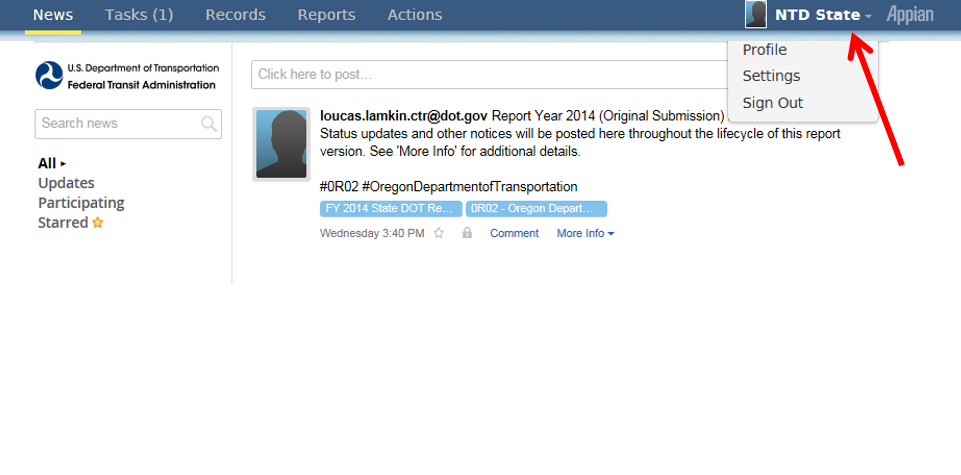 News Tasks (1) Records Reports Actions NTD State Appian
Profile
Settings
Sign Out
U.S. Department of Transportation
Federal Transit Administration
Search news
All
Updates
Participating
Starred
Click here to post…
loucas.lamkin.ctr@dot.gov Report Year 2014 (Original Submission)
Status updates and other notices will be posted here throughout the lifecycle of this report
version. See 'More Info' for additional details.
#0R02 #OregonDepartmentofTransportation
FY 2014 State DOT Re... 0R02 - Oregon Depart...
Wednesday 3:40 PM Comment More Info